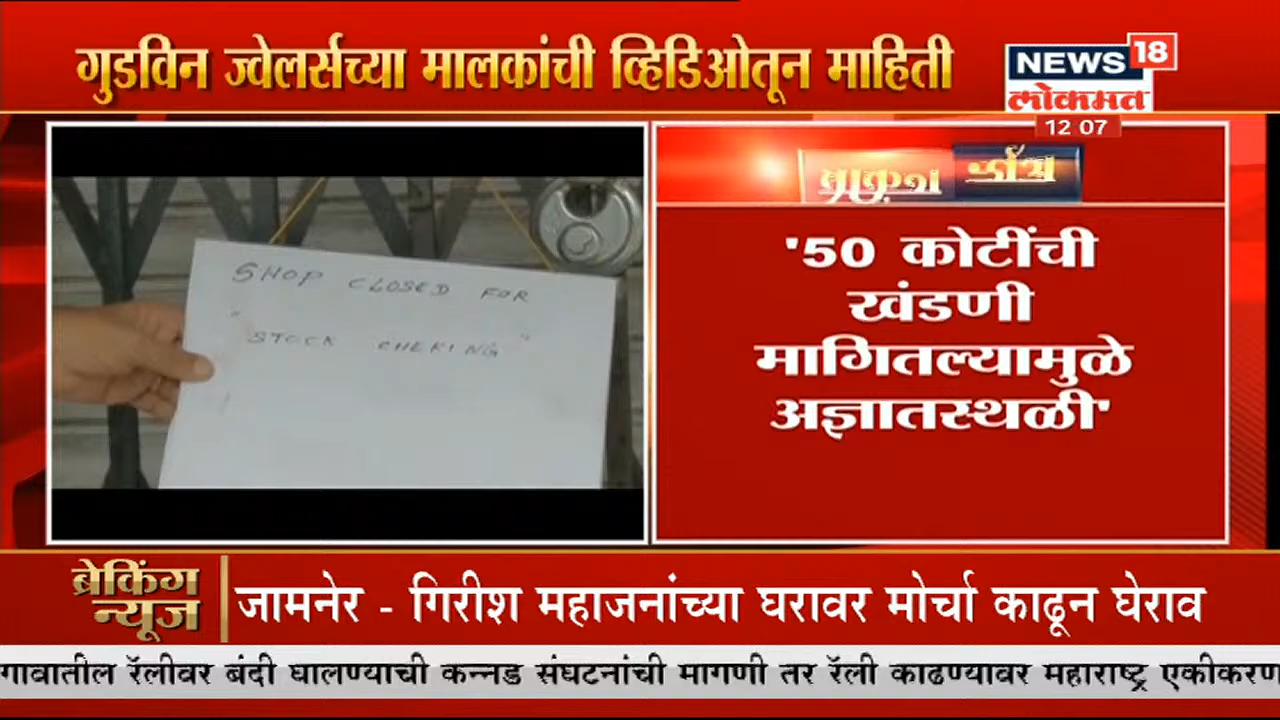 गुडविन ज्वेलर्सच्या मालकांची व्हिडिओतून माहिती
NEWS 18
लोकमत
12 07
SHOP CLOSED FOR
"STOCK CHEKING"
'50 कोटींची
खंडणी
मागितल्यामुळे
अज्ञातस्थळी'
ब्रेकिंग
न्यूज
जामनेर - गिरीश महाजनांच्या घरावर मोर्चा काढून घेराव
गावातील रॅलीवर बंदी घालण्याची कन्नड संघटनांची मागणी तर रॅली काढण्यावर महाराष्ट्र एकीकरण